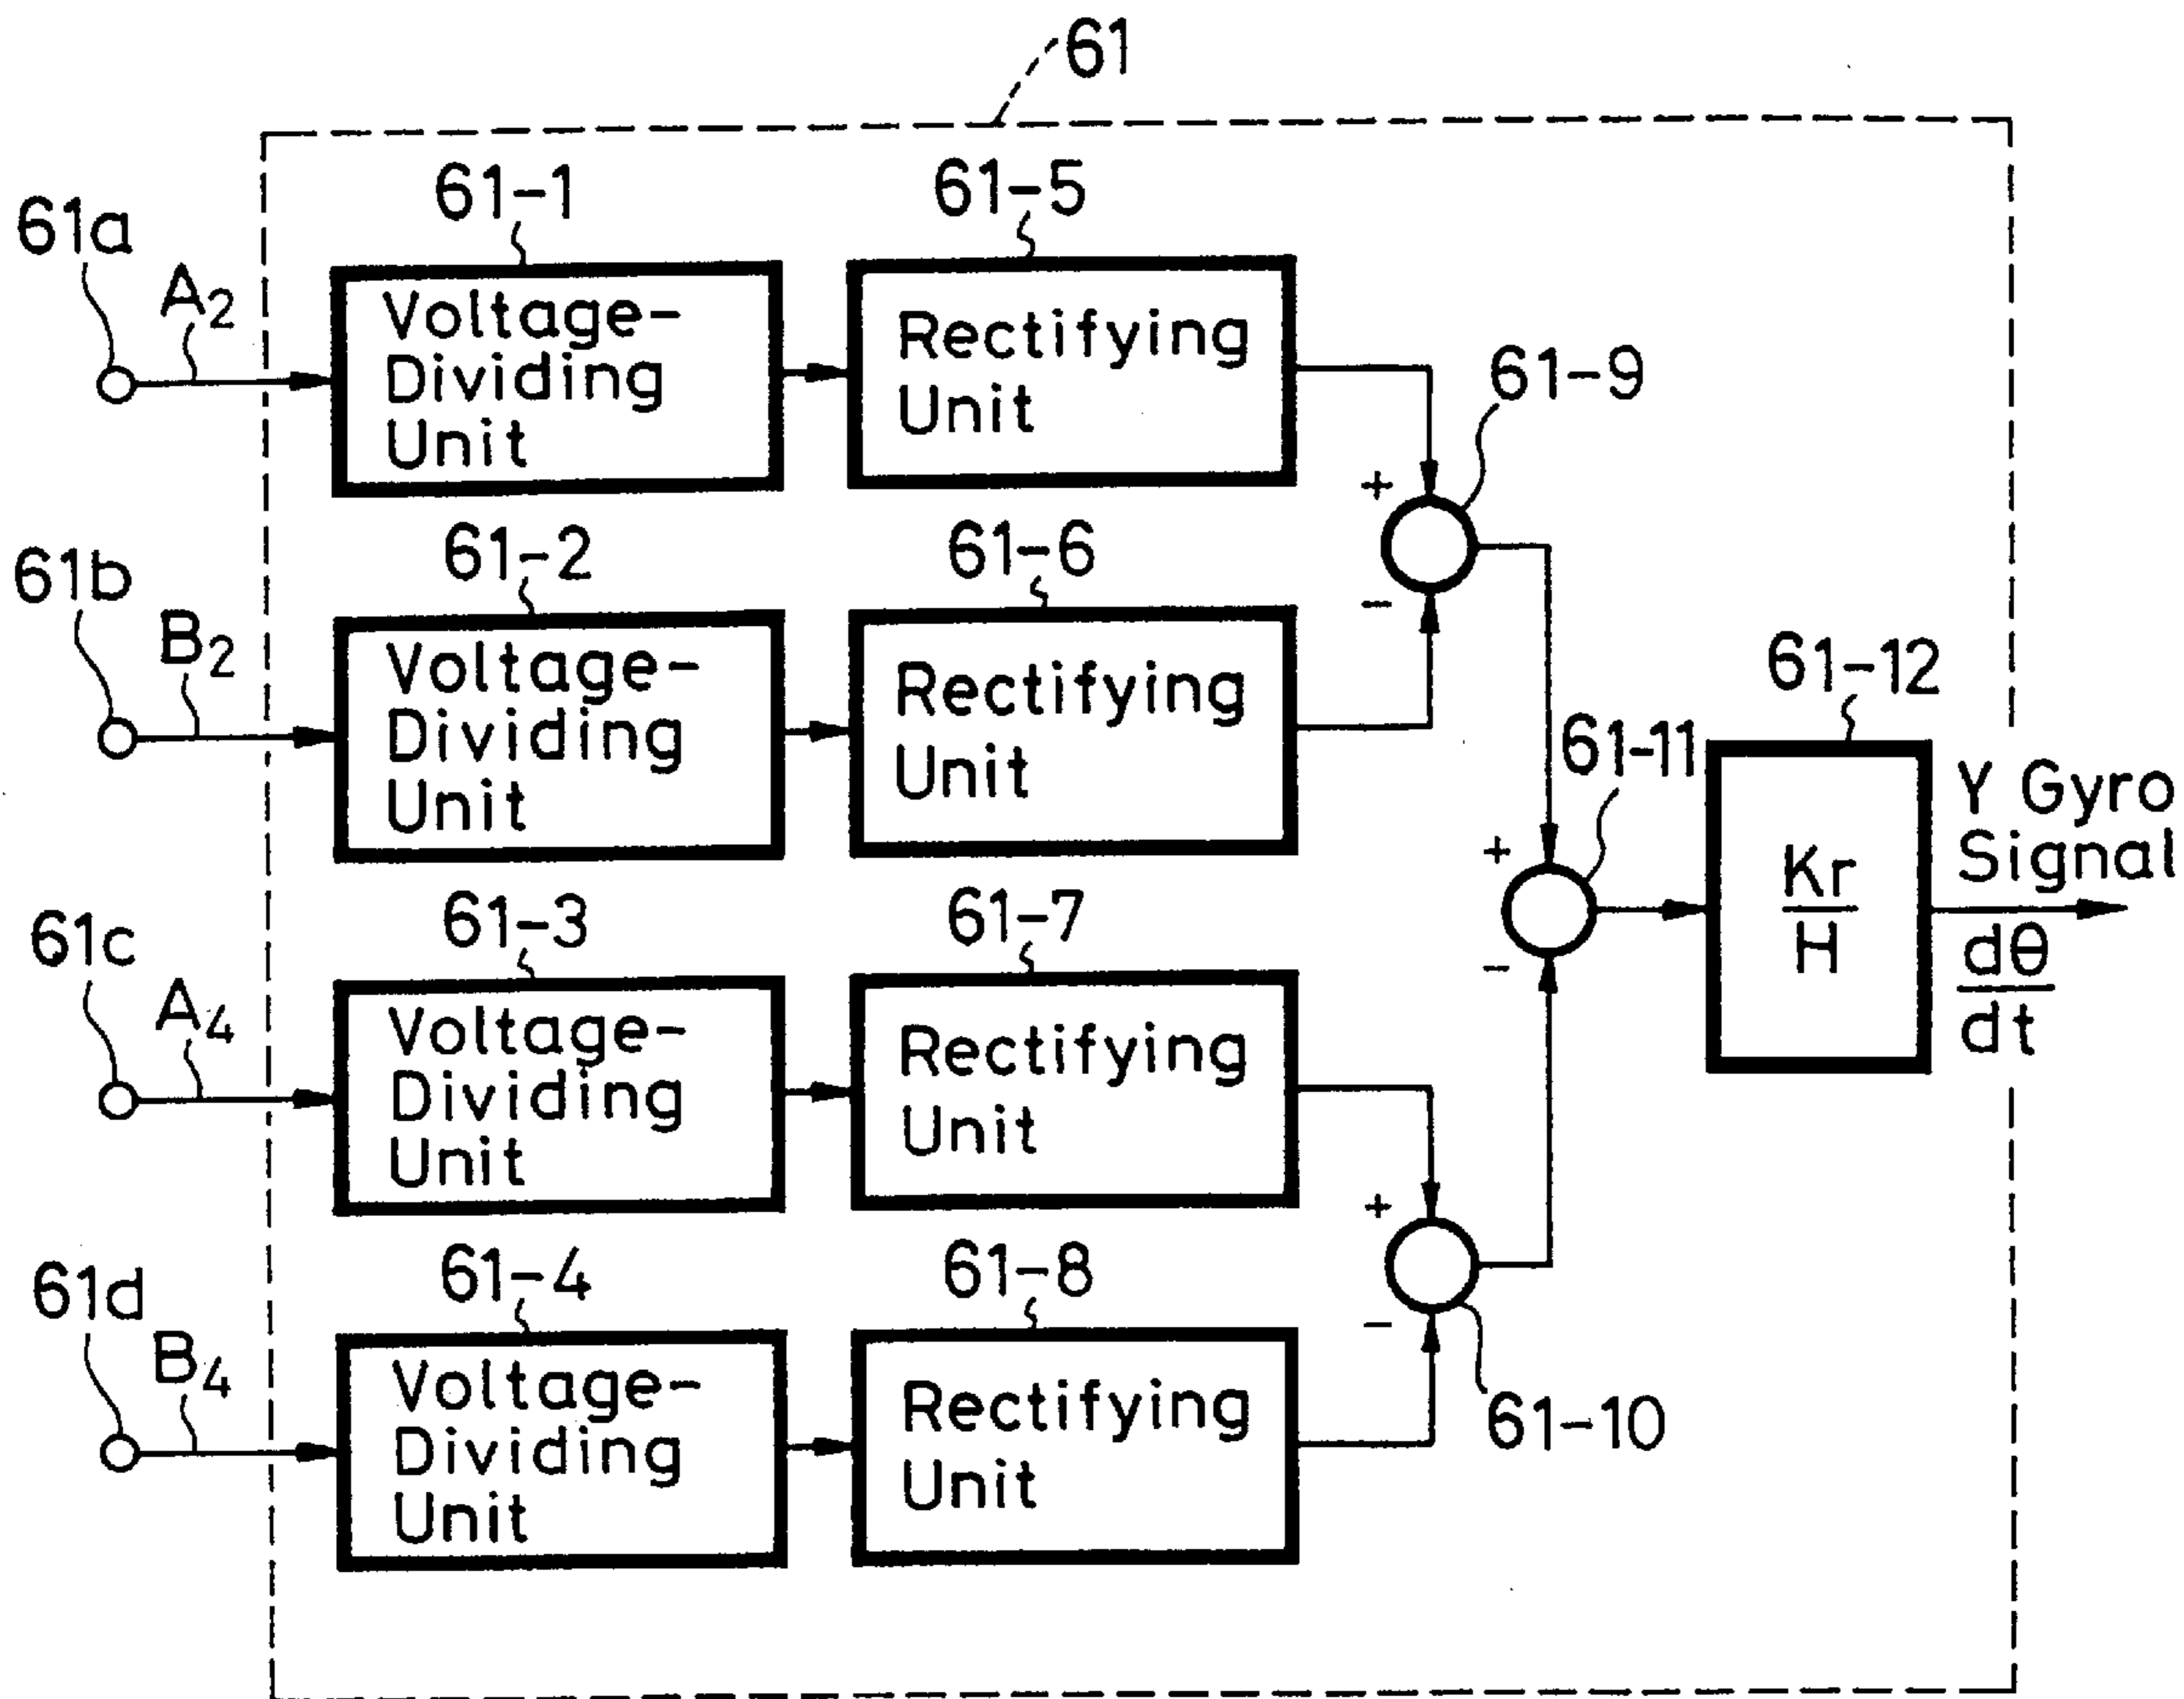 61
61-1
61-5
61a
A2
Voltage-
Dividing
Unit
Rectifying
Unit
61-9
+
-
61-2
61-6
61b
B2
Voltage-
Dividing
Unit
Rectifying
Unit
61-12
61-11
+
-
Kr
H
Y Gyro
Signal
dθ
dt
61-3
61-7
61c
A4
Voltage-
Dividing
Unit
Rectifying
Unit
+
-
61-10
61-4
61-8
61d
B4
Voltage-
Dividing
Unit
Rectifying
Unit